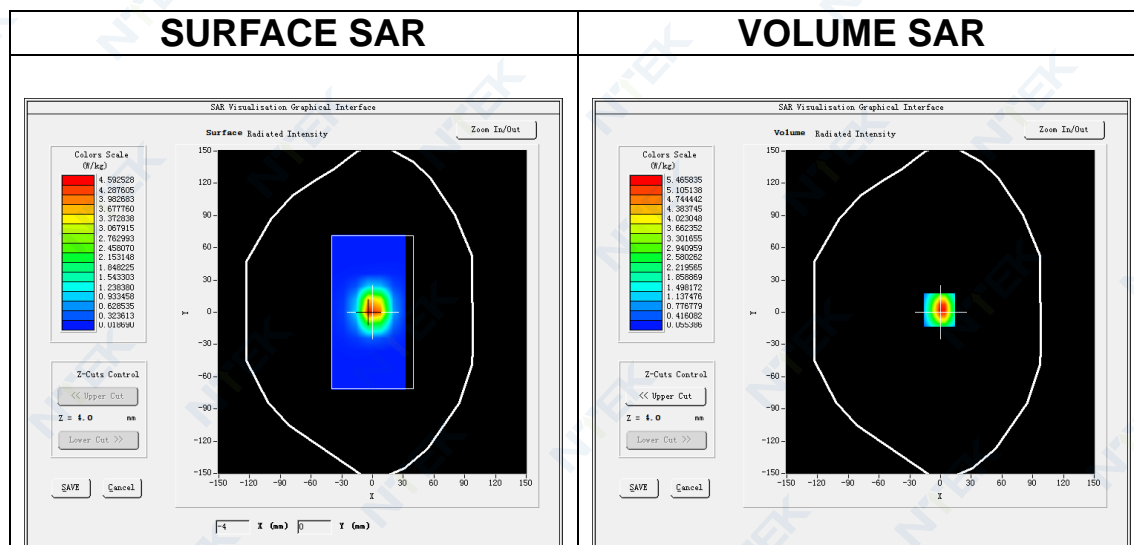 SURFACE SAR
VOLUME SAR
SAR Visualisation Graphical Interface
Surface Radiated Intensity
Zoom In/Out
Colors Scale
(W/kg)
4.592528
4.287605
3.982683
3.677760
3.372838
3.067915
2.762993
2.458070
2.153148
1.848225
1.543303
1.238380
0.933458
0.628535
0.323613
0.018690
150
120
90
60
30
0
-30
-60
-90
-120
-150
Y
-150 -120 -90 -60 -30 0 30 60 90 120 150
X
Z-Cuts Control
<< Upper Cut
Z = 4.0 mm
Lower Cut >>
SAVE Cancel
-4 X (mm) 0 Y (mm)
SAR Visualisation Graphical Interface
Volume Radiated Intensity
Zoom In/Out
Colors Scale
(W/kg)
5.465835
5.105138
4.744442
4.383745
4.023048
3.662352
3.301655
2.940959
2.580262
2.219565
1.858869
1.498172
1.137476
0.776779
0.416082
0.055386
150
120
90
60
30
0
-30
-60
-90
-120
-150
Y
-150 -120 -90 -60 -30 0 30 60 90 120 150
X
Z-Cuts Control
<< Upper Cut
Z = 4.0 mm
Lower Cut >>
SAVE Cancel
NTEK